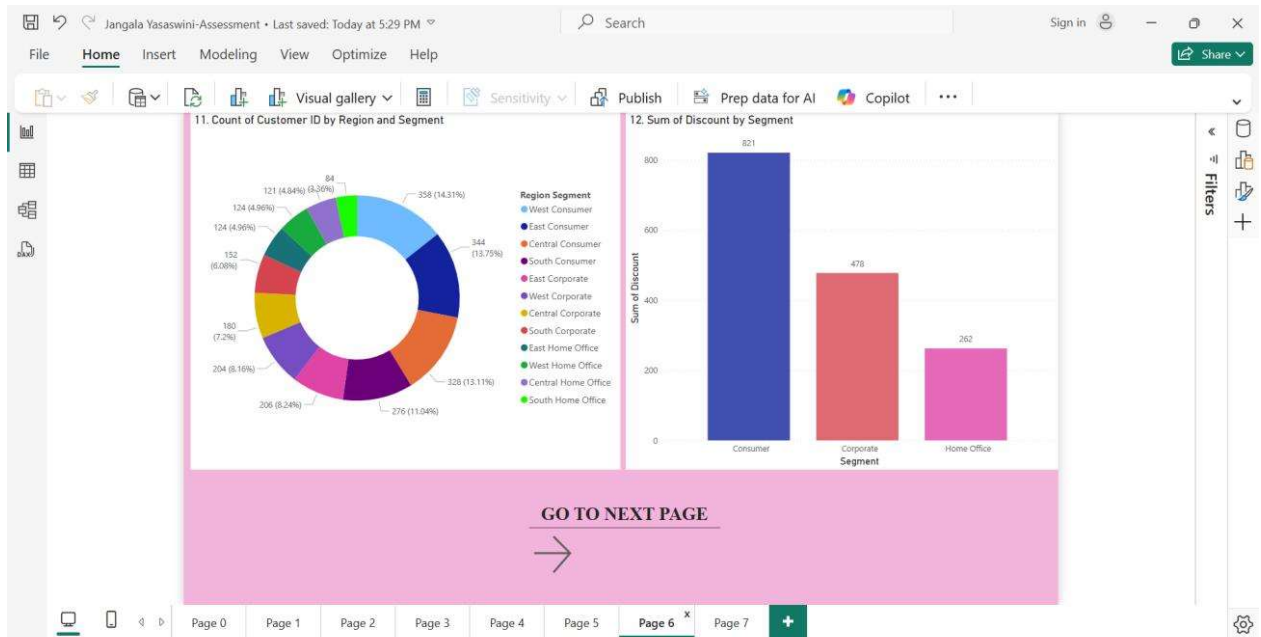 Jangala Yasaswini-Assessment • Last saved: Today at 5:29 PM
Search
Sign in
File Home Insert Modeling View Optimize Help
Share
Visual gallery
Sensitivity
Publish
Prep data for AI
Copilot
11. Count of Customer ID by Region and Segment
84
(3.36%)
121 (4.84%)
124 (4.96%)
124 (4.96%)
152
(6.08%)
180
(7.2%)
204 (8.16%)
206 (8.24%)
276 (11.04%)
328 (13.11%)
344
(13.75%)
358 (14.31%)
Region Segment
West Consumer
East Consumer
Central Consumer
South Consumer
East Corporate
West Corporate
Central Corporate
South Corporate
East Home Office
West Home Office
Central Home Office
South Home Office
12. Sum of Discount by Segment
Sum of Discount
800
600
400
200
0
821
478
262
Consumer Corporate Home Office
Segment
Filters
GO TO NEXT PAGE
Page 0 Page 1 Page 2 Page 3 Page 4 Page 5 Page 6 x Page 7 +